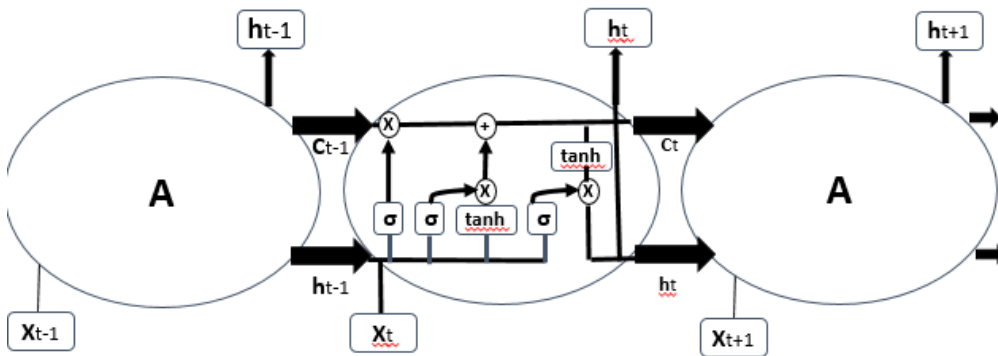 ht-1
ht
ht+1
X
+
Ct-1
Ct
tanh
A
X
X
A
σ
σ
tanh
σ
ht-1
ht
Xt-1
Xt
Xt+1